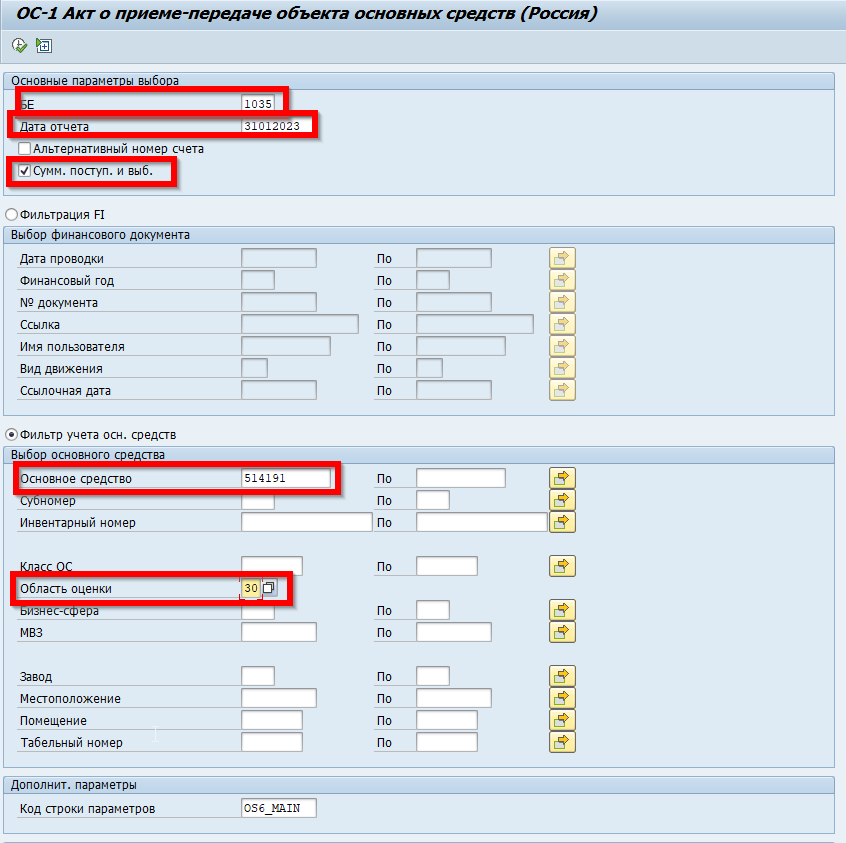 ОС-1 Акт о приеме-передаче объекта основных средств (Россия)
Основные параметры выбора
БЕ 1035
Дата отчета 31012023
Альтернативный номер счета
Сумм. поступ. и выб.
Фильтрация FI
Выбор финансового документа
Дата проводки По
Финансовый год По
№ документа По
Ссылка По
Имя пользователя По
Вид движения По
Ссылочная дата По
Фильтр учета осн. средств
Выбор основного средства
Основное средство 514191 По
Субномер По
Инвентарный номер По
Класс ОС По
Область оценки 30
Бизнес-сфера По
МВЗ По
Завод По
Местоположение По
Помещение По
Табельный номер По
Дополнит. параметры
Код строки параметров OS6_MAIN